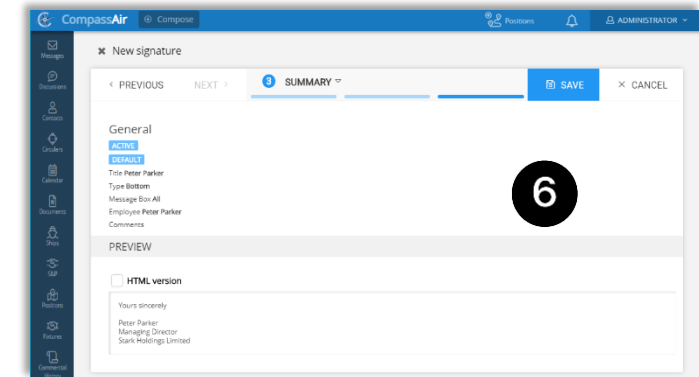 CompassAir
Compose
Positions
ADMINISTRATOR
Messages
Discussions
Contacts
Circulars
Calendar
Documents
Ships
S&P
Positions
Fixtures
Commercial
New signature
PREVIOUS
NEXT
3 SUMMARY
SAVE
CANCEL
General
ACTIVE
DEFAULT
Title Peter Parker
Type Bottom
Message Box All
Employee Peter Parker
Comments
6
PREVIEW
HTML version
Yours sincerely
Peter Parker
Managing Director
Stark Holdings Limited